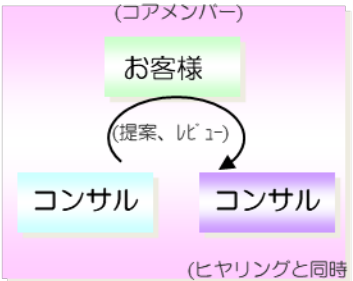 (コアメンバー)
お客様
(提案、ﾚﾋﾞｭｰ)
コンサル
コンサル
(ヒヤリングと同時